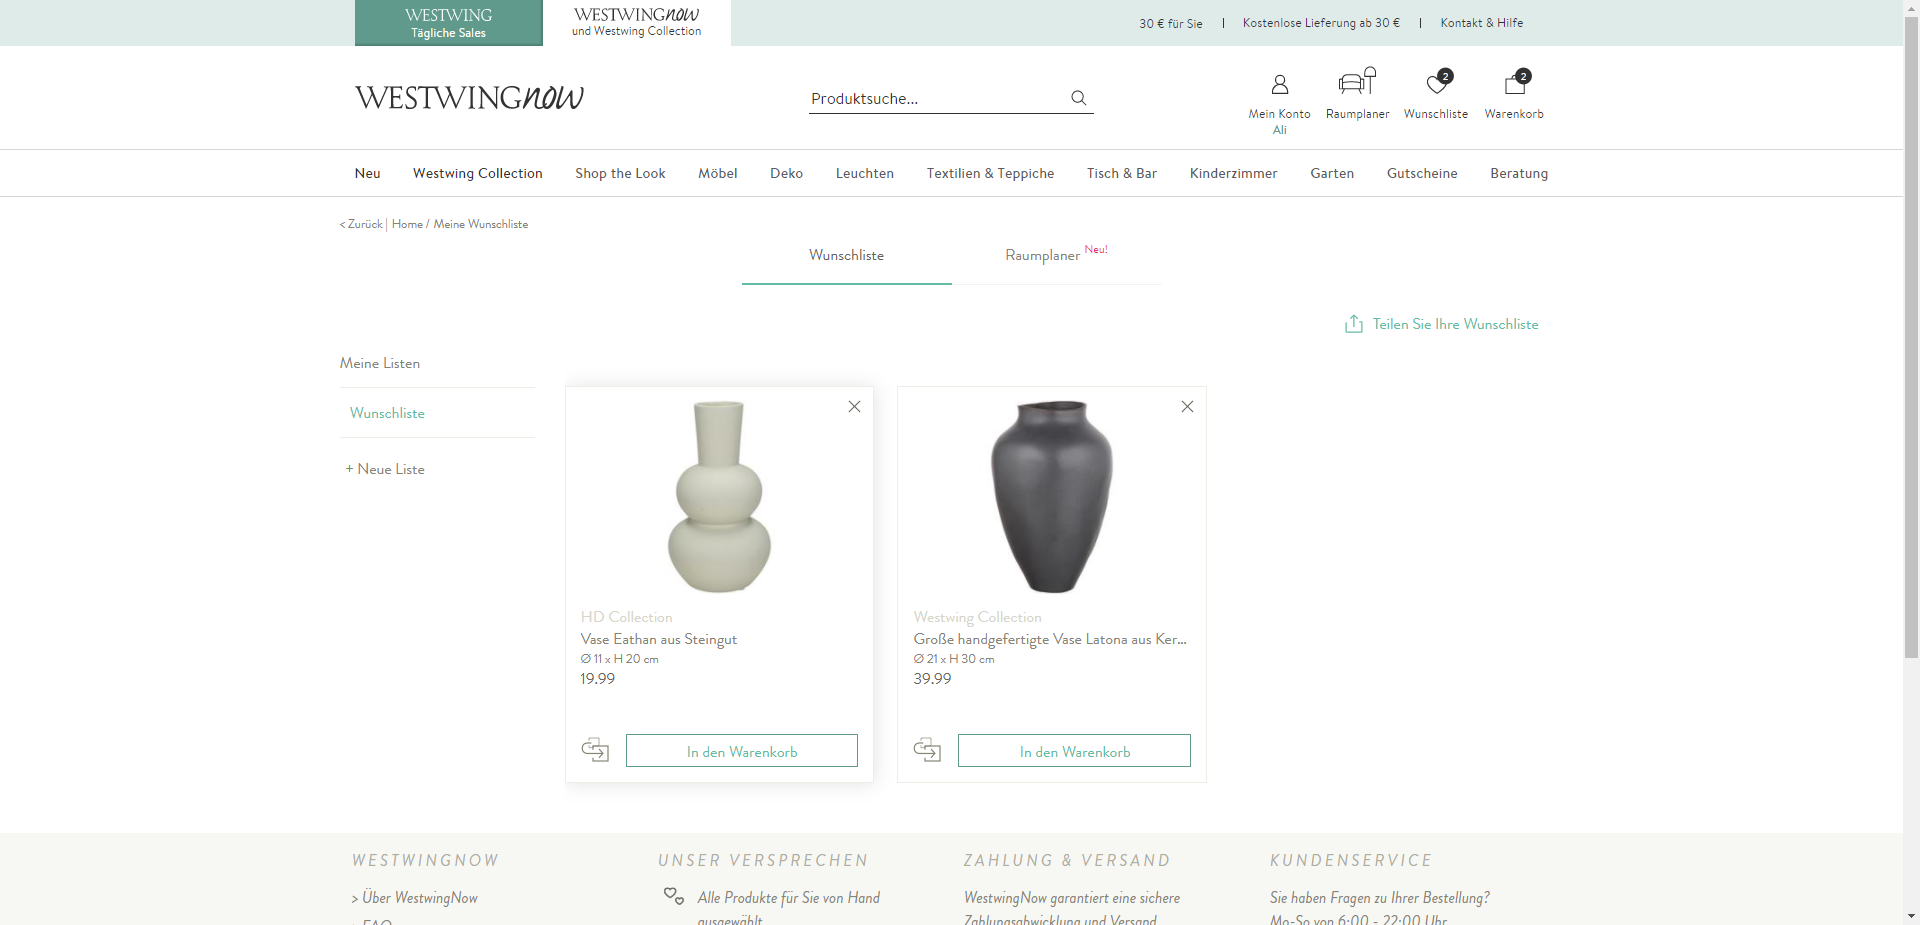 WESTWING
Tägliche Sales
WESTWINGnow
und Westwing Collection
30 € für Sie
Kostenlose Lieferung ab 30 €
Kontakt & Hilfe
WESTWINGnow
Produktsuche...
Mein Konto
Ali
Raumplaner
2
Wunschliste
2
Warenkorb
Neu
Westwing Collection
Shop the Look
Möbel
Deko
Leuchten
Textilien & Teppiche
Tisch & Bar
Kinderzimmer
Garten
Gutscheine
Beratung
< Zurück | Home / Meine Wunschliste
Wunschliste
Raumplaner Neu!
Teilen Sie Ihre Wunschliste
Meine Listen
Wunschliste
+ Neue Liste
HD Collection
Vase Eathan aus Steingut
Ø 11 x H 20 cm
19.99
In den Warenkorb
Westwing Collection
Große handgefertigte Vase Latona aus Ker...
Ø 21 x H 30 cm
39.99
In den Warenkorb
WESTWINGNOW
> Über WestwingNow
> FAQ
UNSER VERSPRECHEN
Alle Produkte für Sie von Hand
ausgewählt
ZAHLUNG & VERSAND
WestwingNow garantiert eine sichere
Zahlungsabwicklung und Versand
KUNDENSERVICE
Sie haben Fragen zu Ihrer Bestellung?
Mo-So von 6:00 - 22:00 Uhr